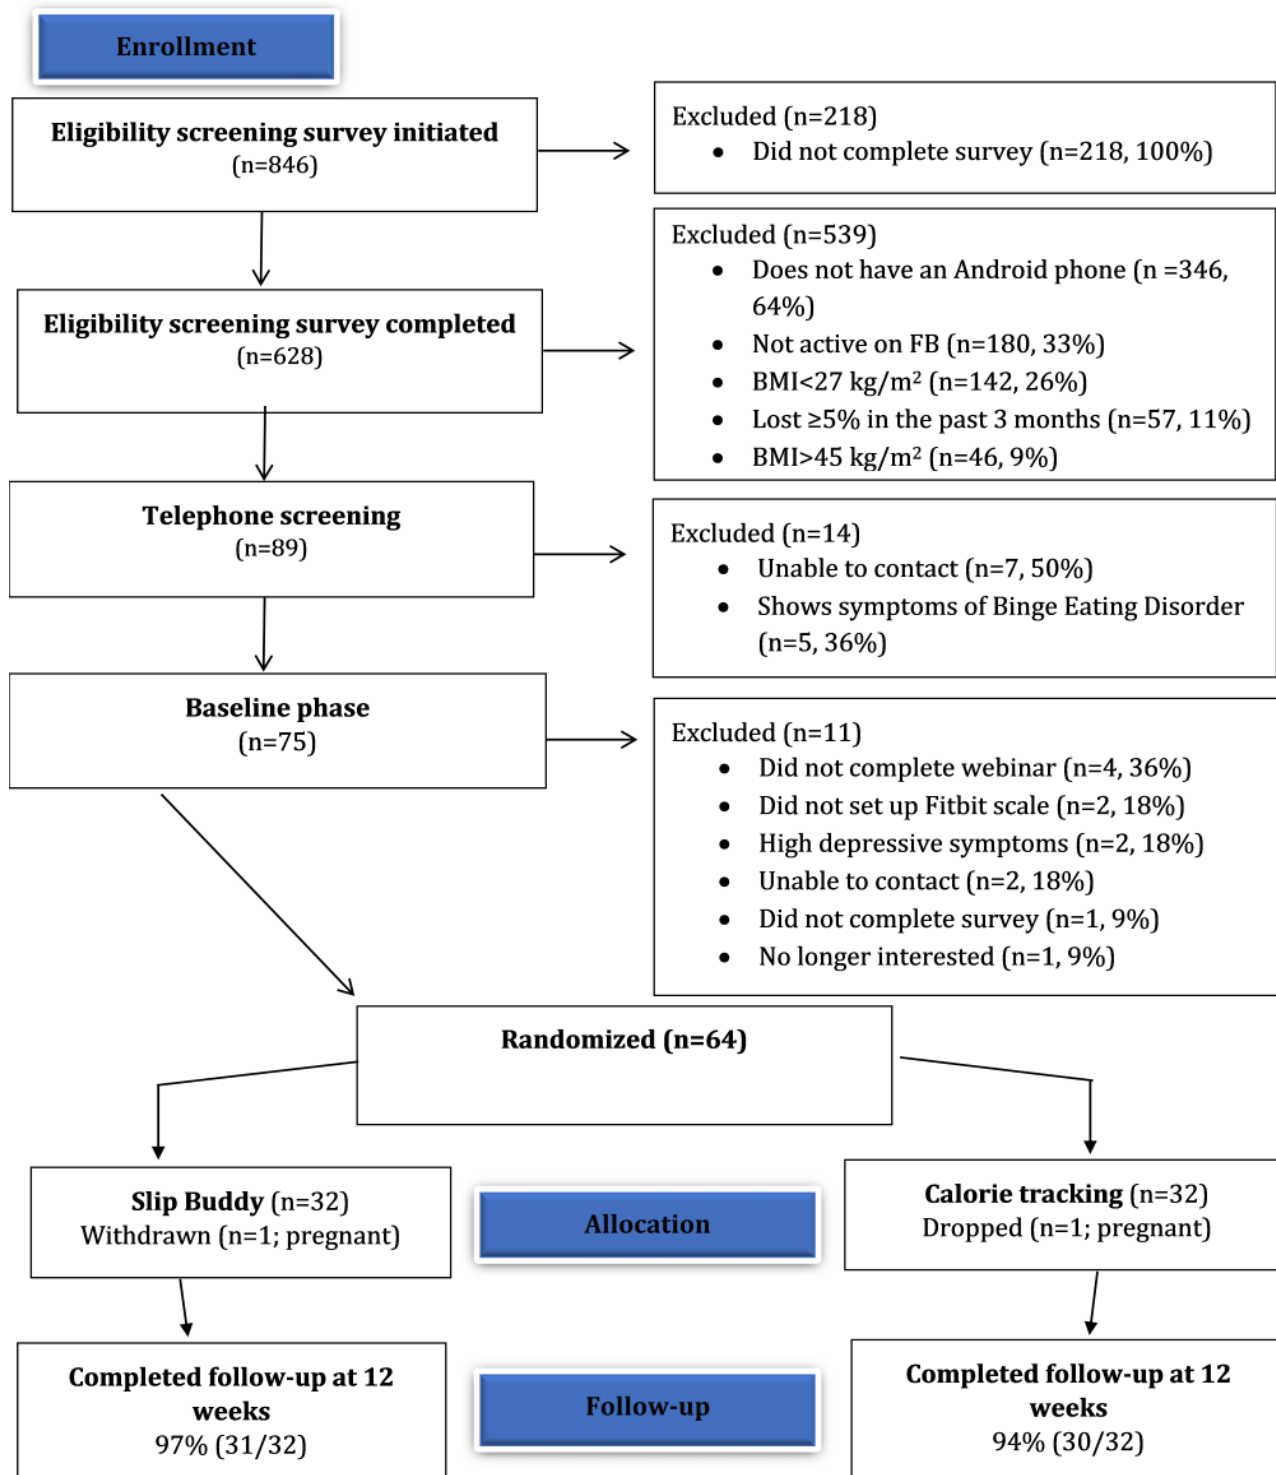 Enrollment
Eligibility screening survey initiated
(n=846)
Excluded (n=218)
• Did not complete survey (n=218, 100%)
Eligibility screening survey completed
(n=628)
Excluded (n=539)
• Does not have an Android phone (n =346,
64%)
• Not active on FB (n=180, 33%)
• BMI<27 kg/m² (n=142, 26%)
• Lost ≥5% in the past 3 months (n=57, 11%)
• BMI>45 kg/m² (n=46, 9%)
Telephone screening
(n=89)
Excluded (n=14)
• Unable to contact (n=7, 50%)
• Shows symptoms of Binge Eating Disorder
(n=5, 36%)
Baseline phase
(n=75)
Excluded (n=11)
• Did not complete webinar (n=4, 36%)
• Did not set up Fitbit scale (n=2, 18%)
• High depressive symptoms (n=2, 18%)
• Unable to contact (n=2, 18%)
• Did not complete survey (n=1, 9%)
• No longer interested (n=1, 9%)
Randomized (n=64)
Slip Buddy (n=32)
Withdrawn (n=1; pregnant)
Allocation
Calorie tracking (n=32)
Dropped (n=1; pregnant)
Completed follow-up at 12
weeks
97% (31/32)
Follow-up
Completed follow-up at 12
weeks
94% (30/32)